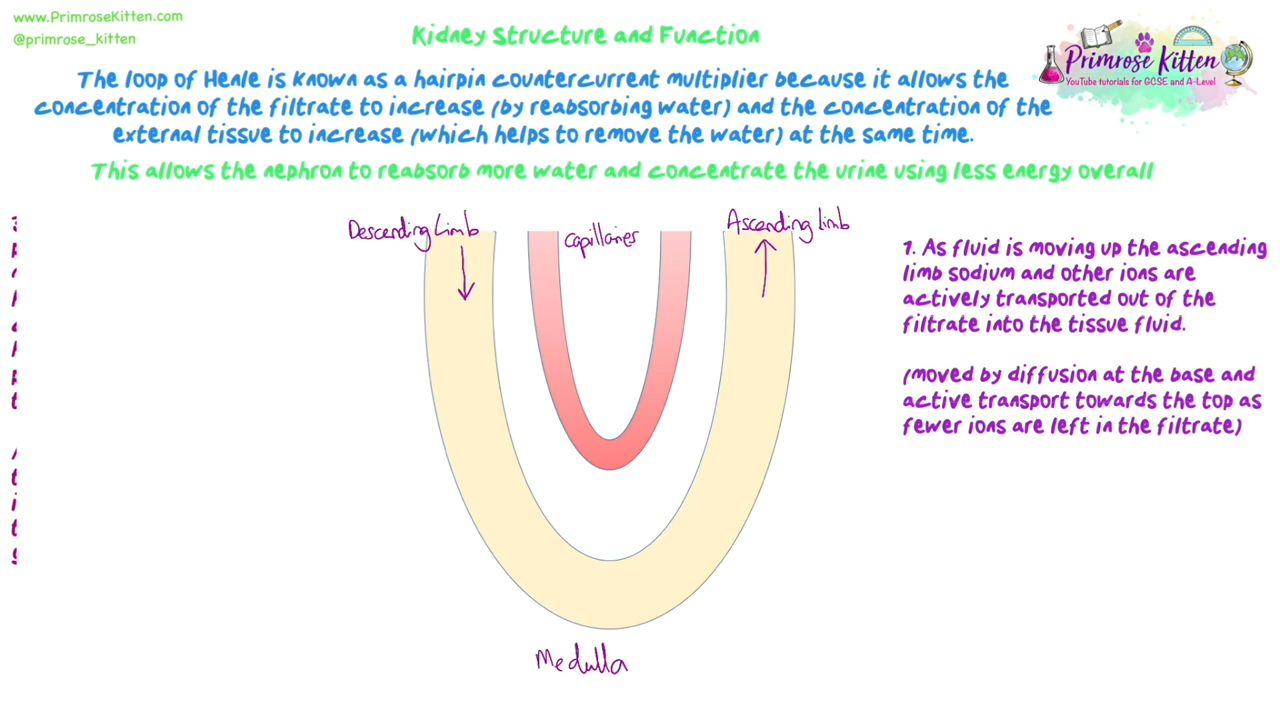 www.PrimroseKitten.com
@primrose_kitten
Kidney Structure and Function
Primrose Kitten
YouTube tutorials for GCSE and A-Level
The loop of Henle is known as a hairpin countercurrent multiplier because it allows the
concentration of the filtrate to increase (by reabsorbing water) and the concentration of the
external tissue to increase (which helps to remove the water) at the same time.
This allows the nephron to reabsorb more water and concentrate the urine using less energy overall
Descending Limb
Capillaries
Ascending limb
1. As fluid is moving up the ascending
limb sodium and other ions are
actively transported out of the
filtrate into the tissue fluid.
(moved by diffusion at the base and
active transport towards the top as
fewer ions are left in the filtrate)
Medulla